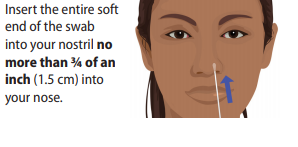 Insert the entire soft
end of the swab
into your nostril no
more than ¾ of an
inch (1.5 cm) into
your nose.